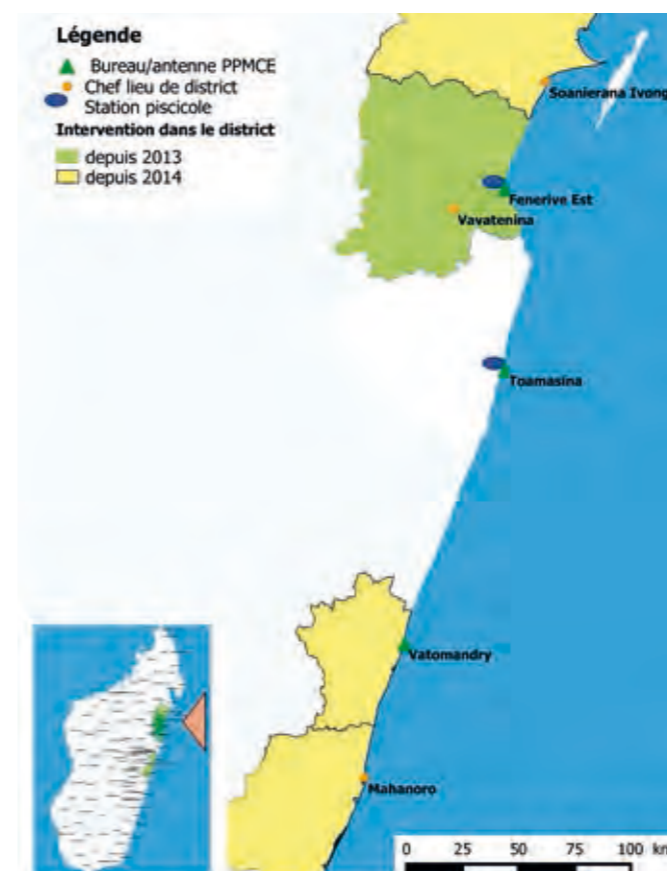 Légende
Bureau/antenne PPMCE
Chef lieu de district
Station piscicole
Intervention dans le district
depuis 2013
depuis 2014
Soanierana Ivong
Fenerive Est
Vavatenina
Toamasina
Vatomandry
Mahanoro
0 25 50 75 100 km